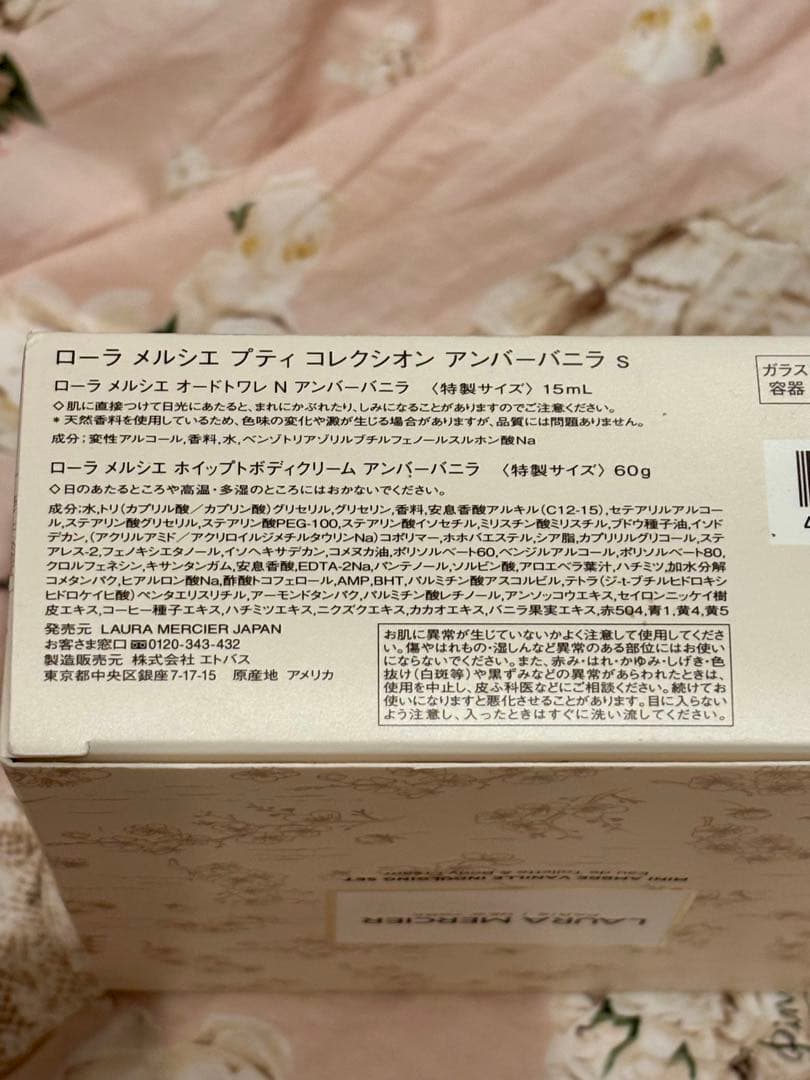 ローラ メルシエ プティ コレクシオン アンバーバニラ S
ローラ メルシエ オードトワレ N アンバーバニラ 〈特製サイズ〉15mL
◇肌に直接つけて日光にあたると、まれにかぶれたり、しみになることがありますのでご注意ください。
* 天然香料を使用しているため、色味の変化や澱が生じる場合がありますが、品質には問題ありません。
成分:変性アルコール,香料,水,ベンゾトリアゾリルブチルフェノールスルホン酸Na
ローラ メルシエ ホイップトボディクリーム アンバーバニラ 〈特製サイズ〉60g
◇日のあたるところや高温・多湿のところにはおかないでください。
成分:水,トリ(カプリル酸/カプリン酸)グリセリル,グリセリン,香料,安息香酸アルキル(C12-15),セテアリルアルコー
ル,ステアリン酸グリセリル,ステアリン酸PEG-100,ステアリン酸イソセチル,ミリスチン酸ミリスチル,ブドウ種子油,イソド
デカン,(アクリルアミド/アクリロイルジメチルタウリンNa)コポリマー,ホホバエステル,シア脂,カプリリルグリコール,ステ
アレス-2,フェノキシエタノール,イソヘキサデカン,コメヌカ油,ポリソルベート60,ベンジルアルコール,ポリソルベート80,
クロルフェネシン,キサンタンガム,安息香酸,EDTA-2Na,パンテノール,ソルビン酸,アロエベラ葉汁,ハチミツ,加水分解
コメタンパク,ヒアルロン酸Na,酢酸トコフェロール,AMP,BHT,パルミチン酸アスコルビル,テトラ(ジ-t-ブチルヒドロキシ
ヒドロケイヒ酸)ペンタエリスリチル,アーモンドタンパク,パルミチン酸レチノール,アンソッコウエキス,セイロンニッケイ樹
皮エキス,コーヒー種子エキス,ハチミツエキス,ニクズクエキス,カカオエキス,バニラ果実エキス,赤504,青1,黄4,黄5
発売元 LAURA MERCIER JAPAN
お客さま窓口 0120-343-432
製造販売元 株式会社 エトバス
東京都中央区銀座7-17-15 原産地 アメリカ
お肌に異常が生じていないかよく注意して使用してくださ
い。傷やはれもの・湿しんなど異常のある部位にはお使い
にならないでください。また、赤み・はれ・かゆみ・しげき・色
抜け(白斑等)や黒ずみなどの異常があらわれたときは、
使用を中止し、皮ふ科医などにご相談ください。続けてお
使いになりますと悪化させることがあります。目に入らない
よう注意し、入ったときはすぐに洗い流してください。
ガラス
容器
MINI AMBRE VANILLE INDULGING SET
Eau de Toilette & Body Cream
LAURA MERCIER